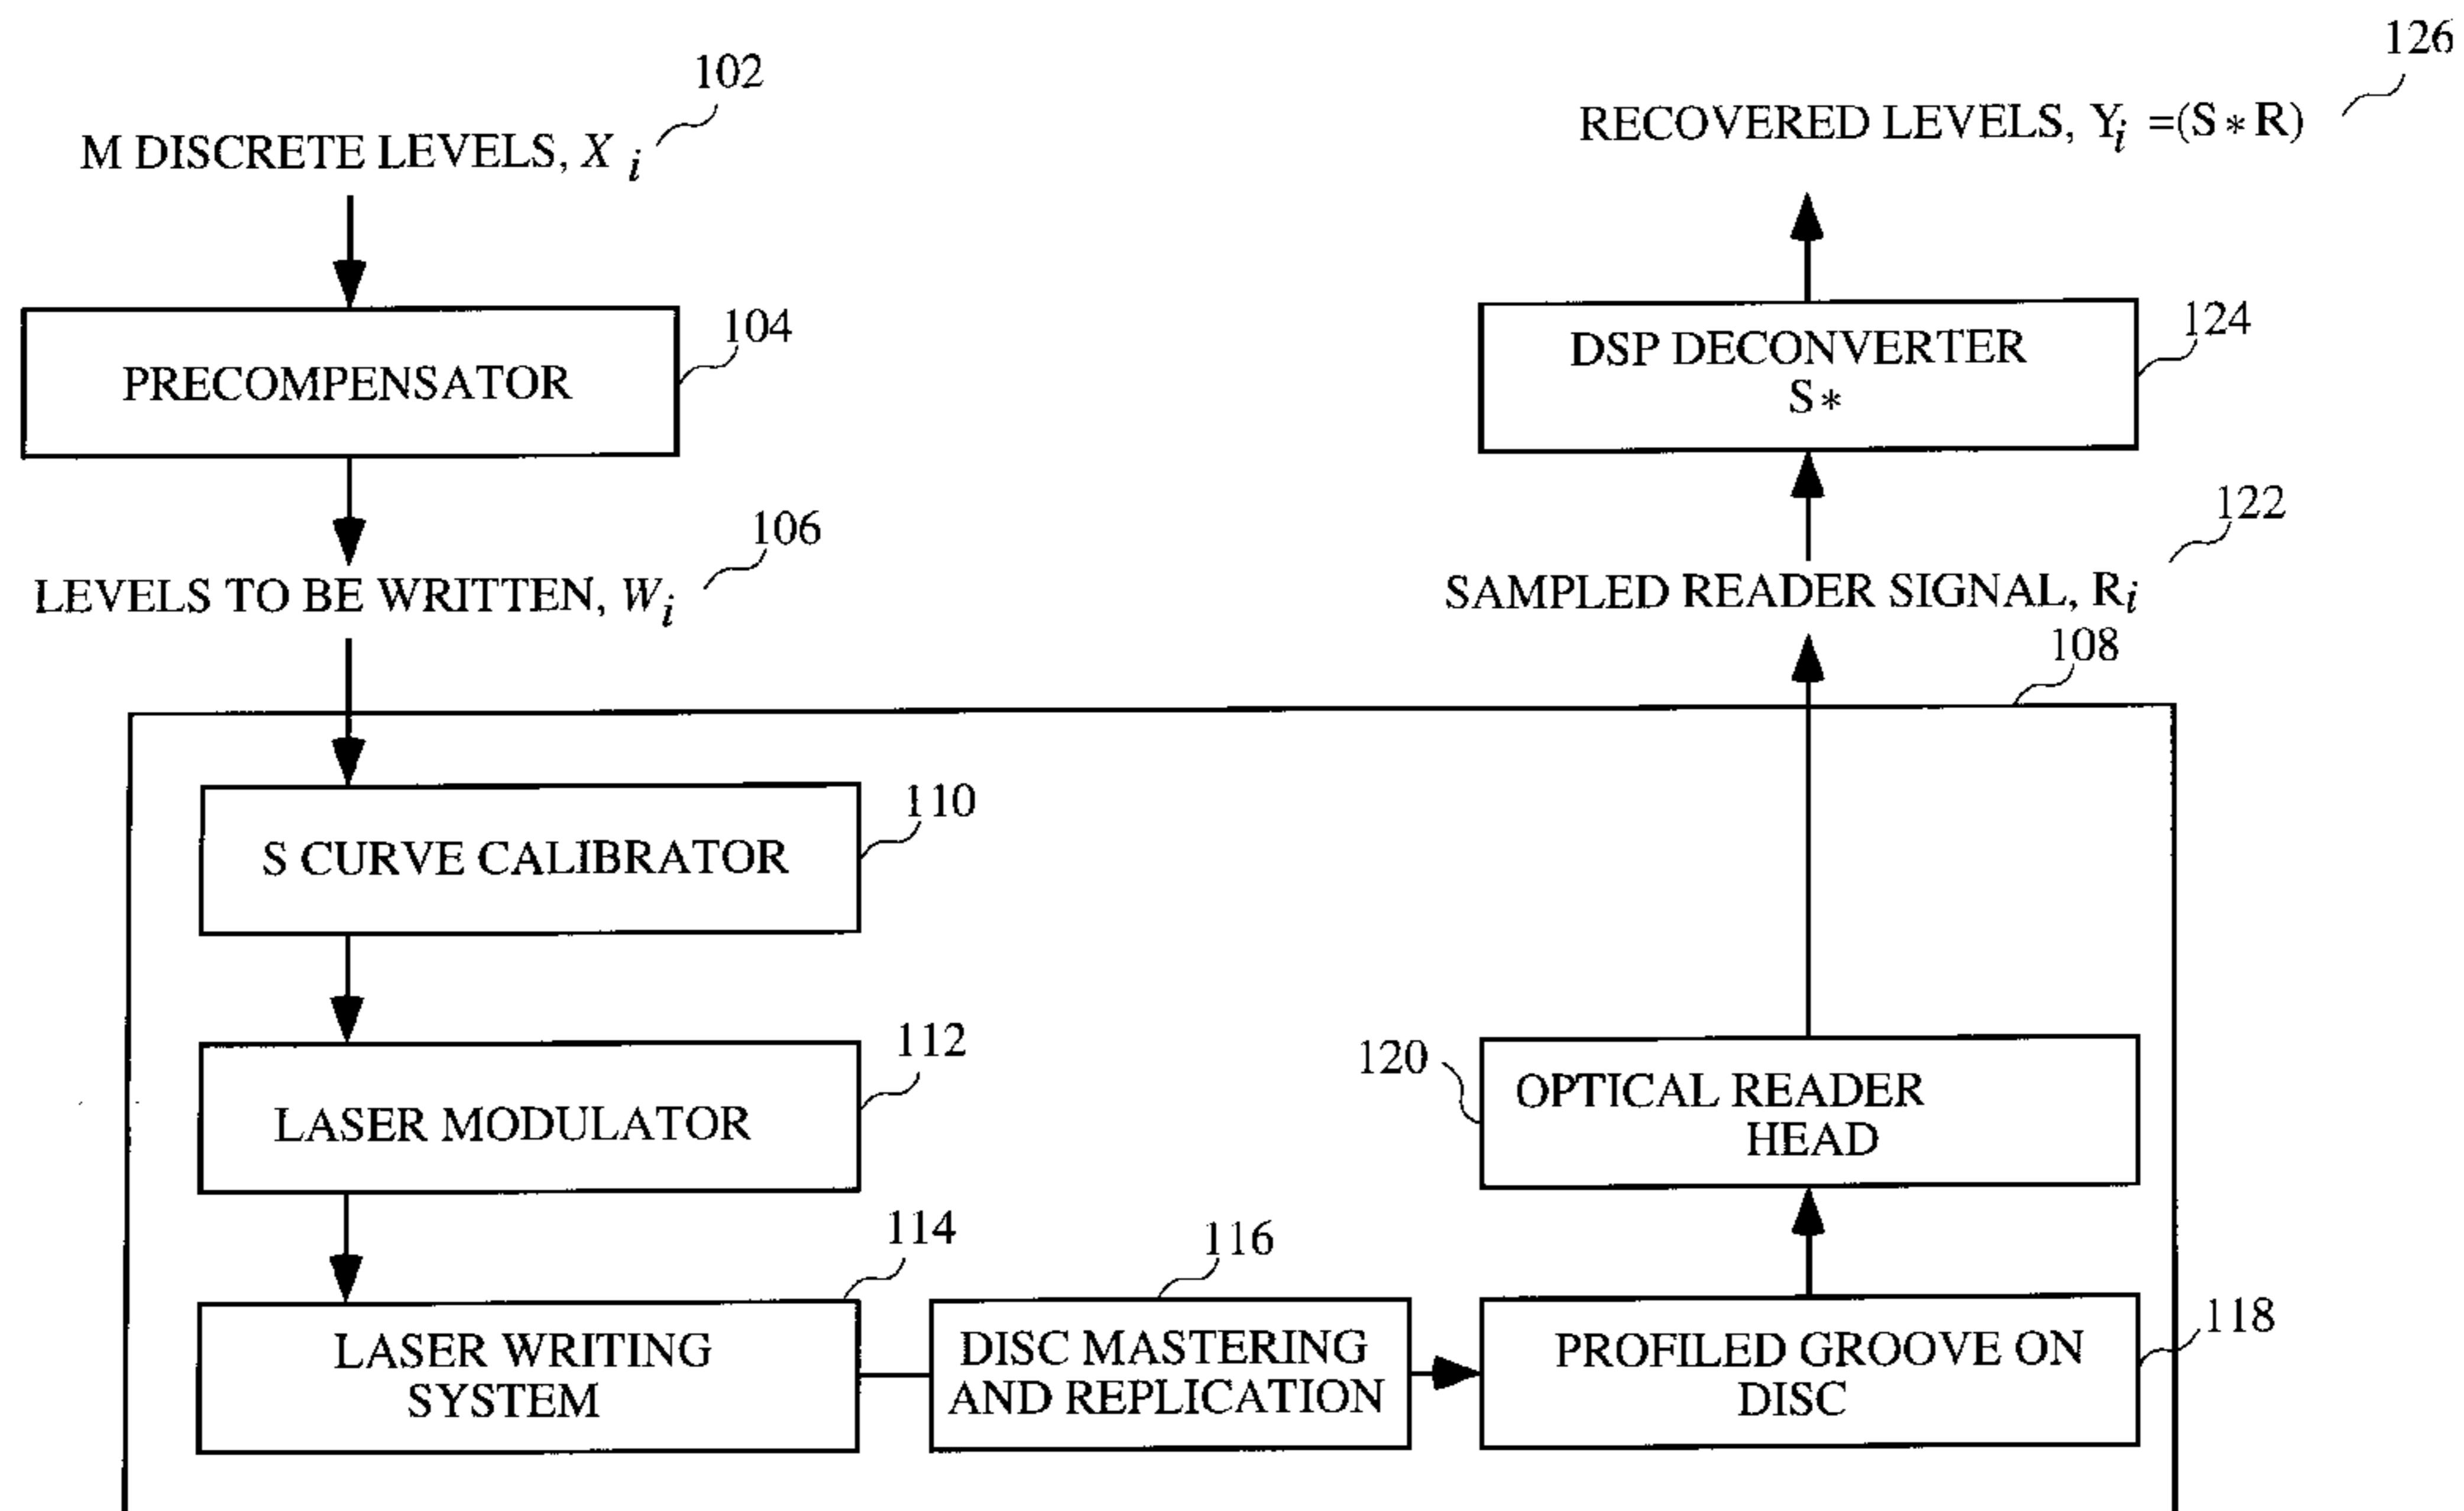 102
M DISCRETE LEVELS, X i
PRECOMPENSATOR
104
106
LEVELS TO BE WRITTEN, Wi
S CURVE CALIBRATOR
110
LASER MODULATOR
112
114
LASER WRITING
SYSTEM
116
DISC MASTERING
AND REPLICATION
PROFILED GROOVE ON
DISC
118
120
OPTICAL READER
HEAD
108
SAMPLED READER SIGNAL, Ri
122
DSP DECONVERTER
S*
124
RECOVERED LEVELS, Yi =(S*R)
126